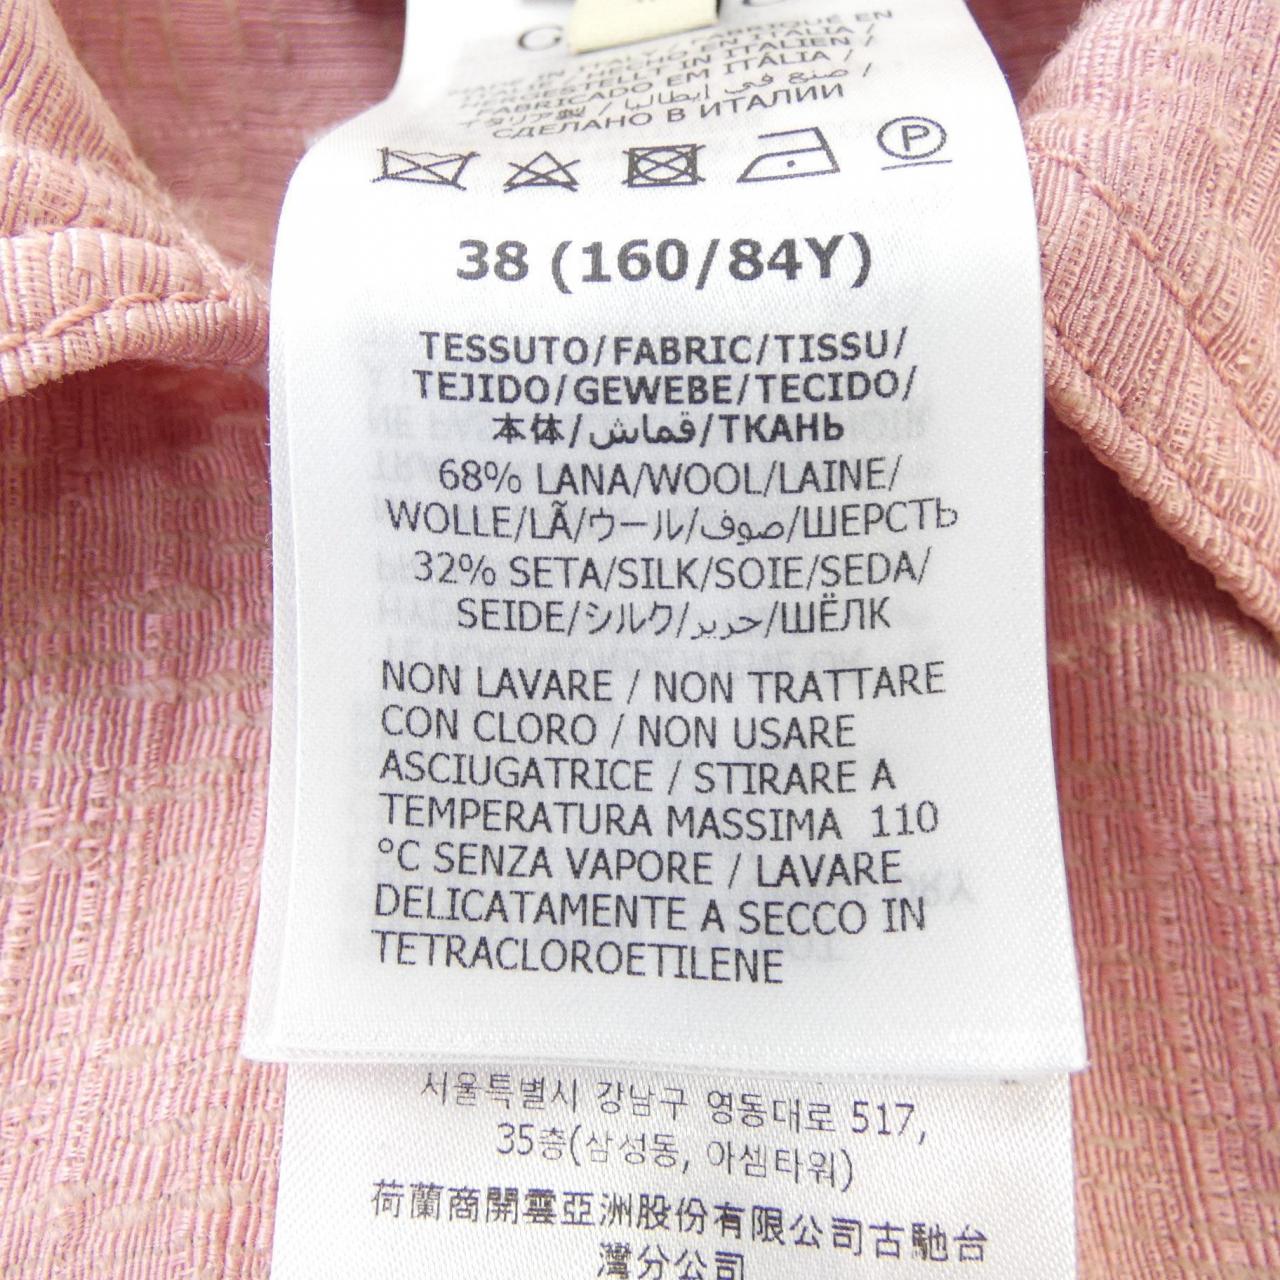 MADE IN ITALY / FABRIQUÉ EN
ITALIE / HECHO EN ITALIA /
HERGESTELLT IN ITALIEN /
FABRICADO EM ITÁLIA /
イタリア製 / صنع في إيطاليا /
СДЕЛАНО В ИТАЛИИ
P
38 (160/84Y)
TESSUTO/FABRIC/TISSU/
TEJIDO/GEWEBE/TECIDO/
本体/قماش/ТКАНЬ
68% LANA/WOOL/LAINE/
WOLLE/LÃ/ウール/صوف/ШЕРСТЬ
32% SETA/SILK/SOIE/SEDA/
SEIDE/シルク/حرير/ШЁЛК
NON LAVARE / NON TRATTARE
CON CLORO / NON USARE
ASCIUGATRICE / STIRARE A
TEMPERATURA MASSIMA 110
°C SENZA VAPORE / LAVARE
DELICATAMENTE A SECCO IN
TETRACLOROETILENE
서울특별시 강남구 영동대로 517,
35층(삼성동, 아셈타워)
荷蘭商開雲亞洲股份有限公司古馳台
灣分公司